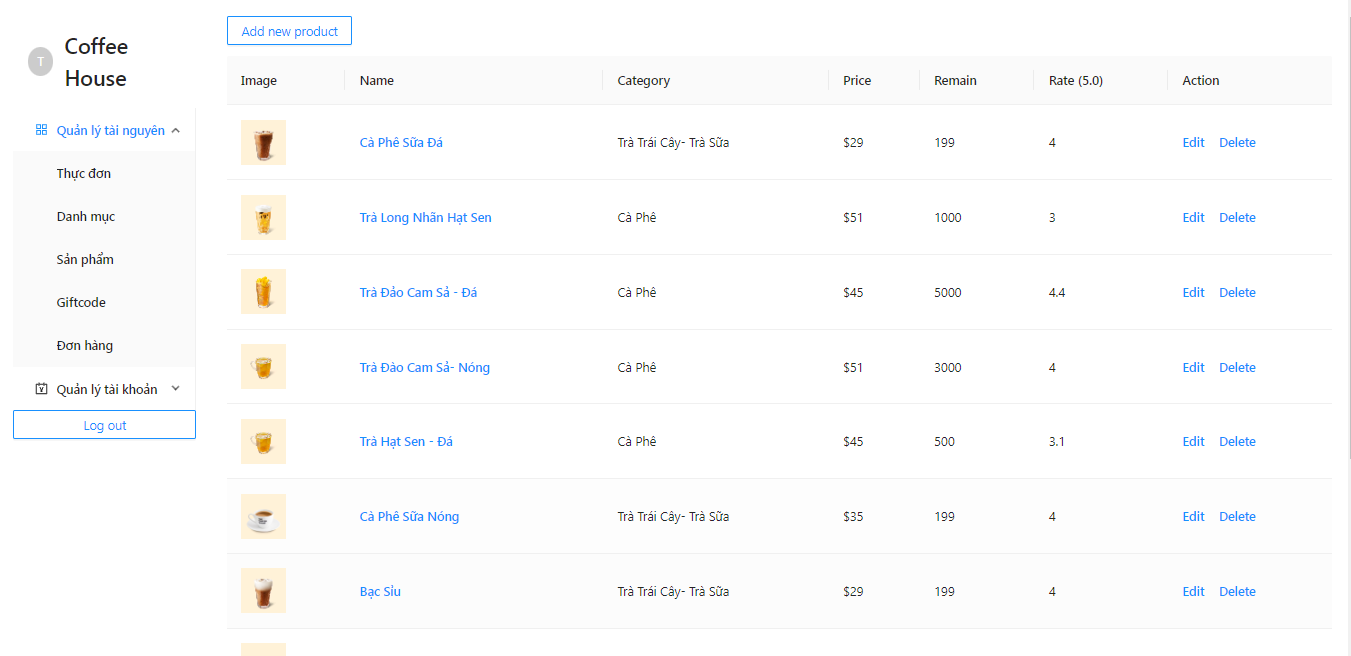 T
Coffee
House
Quản lý tài nguyên
Thực đơn
Danh mục
Sản phẩm
Giftcode
Đơn hàng
Quản lý tài khoản
Log out
Add new product
Image Name Category Price Remain Rate (5.0) Action
Cà Phê Sữa Đá Trà Trái Cây- Trà Sữa $29 199 4 Edit Delete
Trà Long Nhãn Hạt Sen Cà Phê $51 1000 3 Edit Delete
Trà Đảo Cam Sả - Đá Cà Phê $45 5000 4.4 Edit Delete
Trà Đào Cam Sả- Nóng Cà Phê $51 3000 4 Edit Delete
Trà Hạt Sen - Đá Cà Phê $45 500 3.1 Edit Delete
Cà Phê Sữa Nóng Trà Trái Cây- Trà Sữa $35 199 4 Edit Delete
Bạc Sỉu Trà Trái Cây- Trà Sữa $29 199 4 Edit Delete